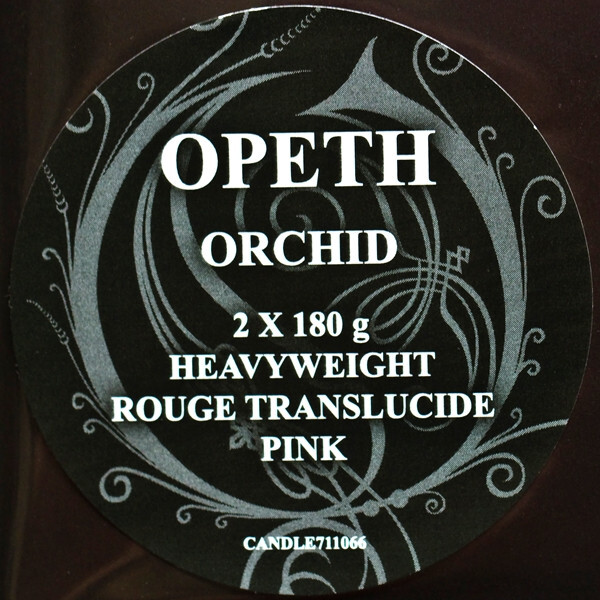 OPETH
ORCHID
2 X 180 g
HEAVYWEIGHT
ROUGE TRANSLUCIDE
PINK
CANDLE711066